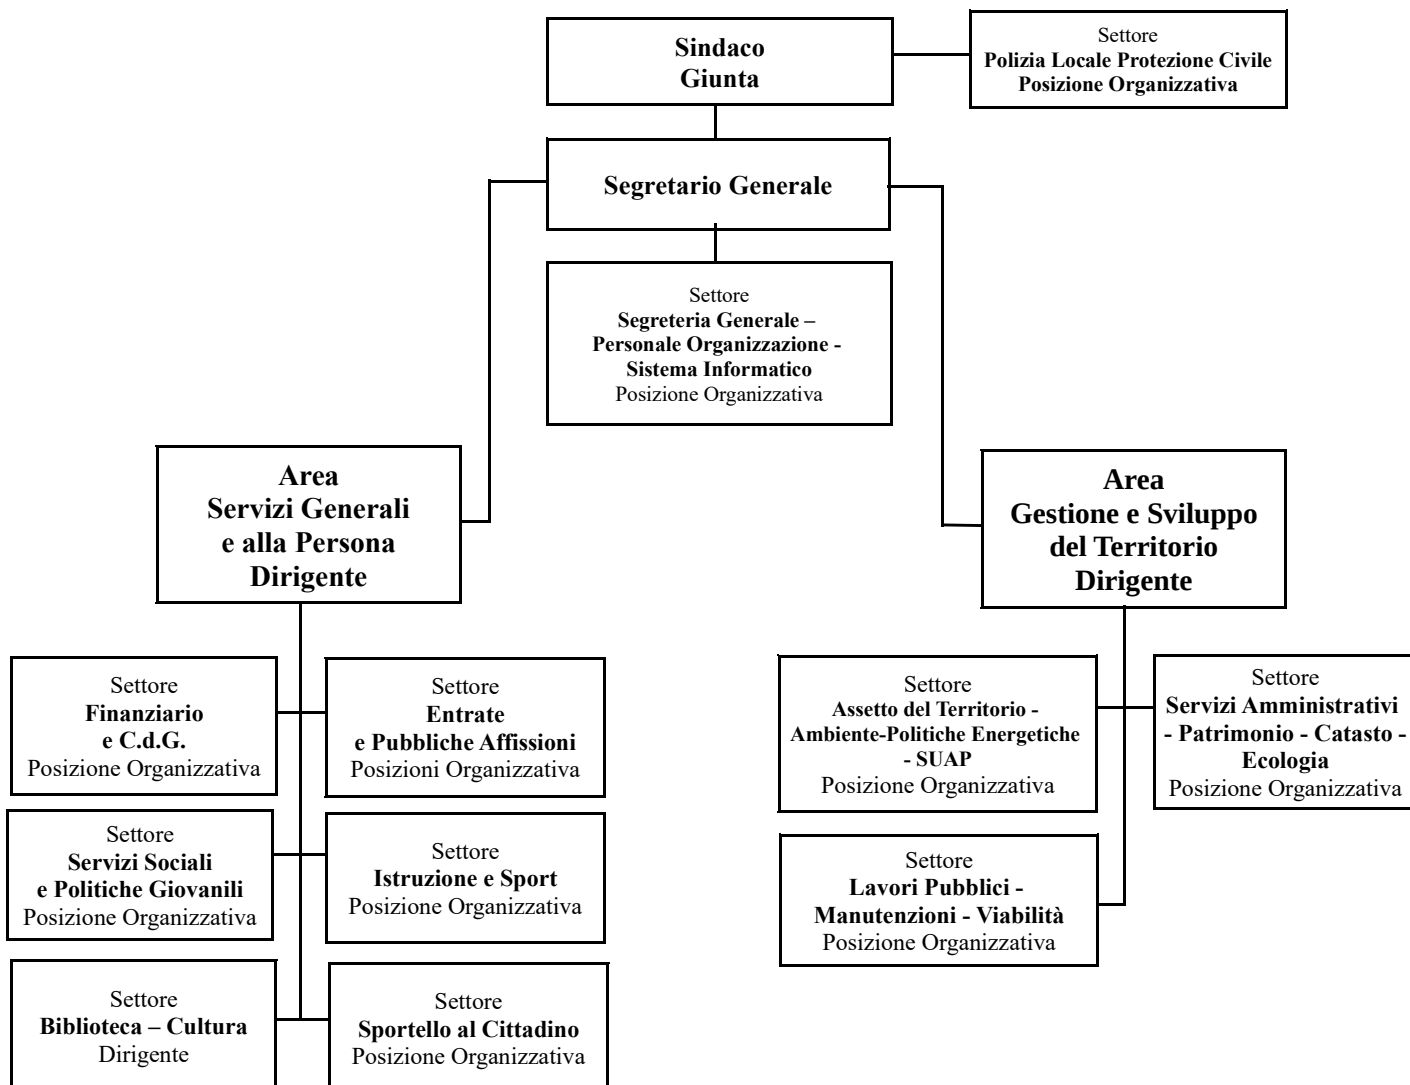 Sindaco
Giunta
Settore
Polizia Locale Protezione Civile
Posizione Organizzativa
Segretario Generale
Settore
Segreteria Generale –
Personale Organizzazione -
Sistema Informatico
Posizione Organizzativa
Area
Servizi Generali
e alla Persona
Dirigente
Area
Gestione e Sviluppo
del Territorio
Dirigente
Settore
Finanziario
e C.d.G.
Posizione Organizzativa
Settore
Entrate
e Pubbliche Affissioni
Posizioni Organizzativa
Settore
Assetto del Territorio -
Ambiente-Politiche Energetiche
- SUAP
Posizione Organizzativa
Settore
Servizi Amministrativi
- Patrimonio - Catasto -
Ecologia
Posizione Organizzativa
Settore
Servizi Sociali
e Politiche Giovanili
Posizione Organizzativa
Settore
Istruzione e Sport
Posizione Organizzativa
Settore
Lavori Pubblici -
Manutenzioni - Viabilità
Posizione Organizzativa
Settore
Biblioteca – Cultura
Dirigente
Settore
Sportello al Cittadino
Posizione Organizzativa